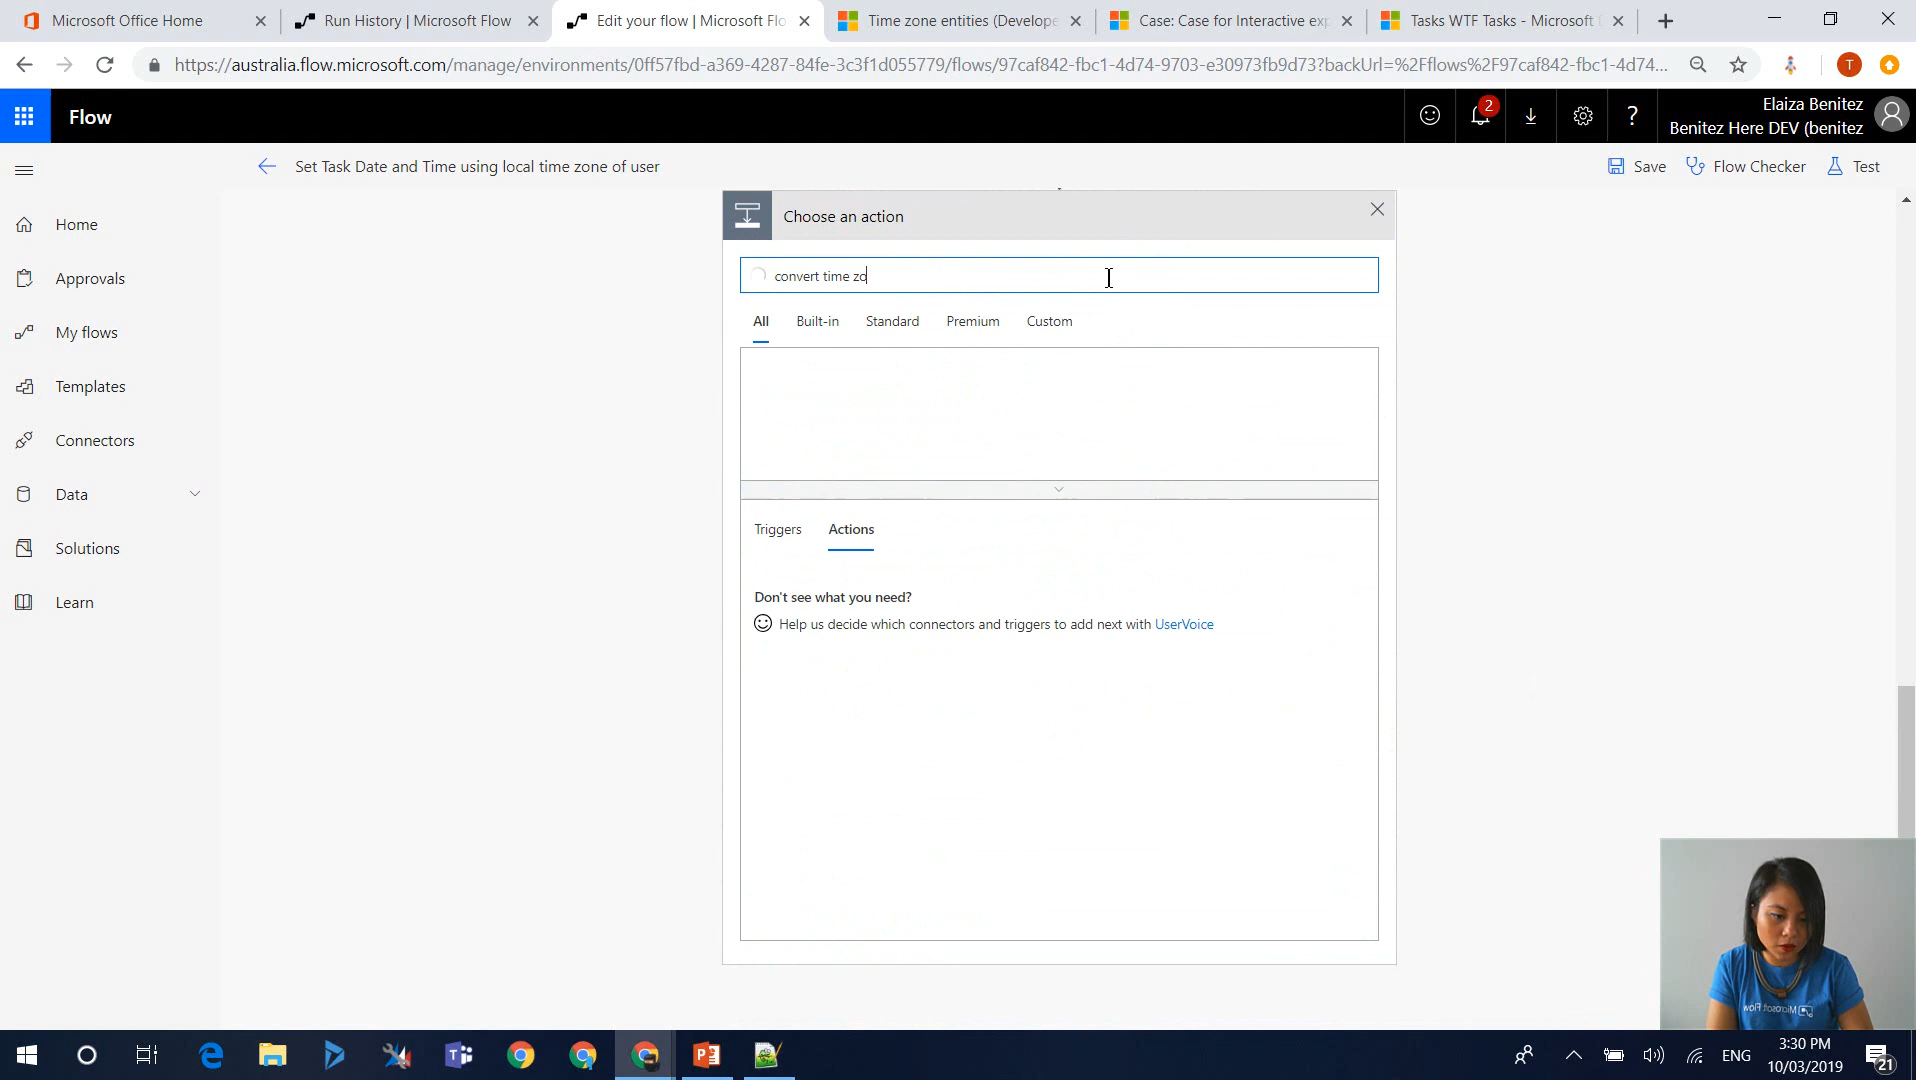 Microsoft Office Home
Run History | Microsoft Flow
Edit your flow | Microsoft Flo
Time zone entities (Develope
Case: Case for Interactive exp
Tasks WTF Tasks - Microsoft
https://australia.flow.microsoft.com/manage/environments/0ff57fbd-a369-4287-84fe-3c3f1d055779/flows/97caf842-fbc1-4d74-9703-e30973fb9d73?backUrl=%2Fflows%2F97caf842-fbc1-4d74...
T
Flow
2
?
Elaiza Benitez
Benitez Here DEV (benitez
Set Task Date and Time using local time zone of user
Save
Flow Checker
Test
Home
Approvals
My flows
Templates
Connectors
Data
Solutions
Learn
Choose an action
convert time zo
All
Built-in
Standard
Premium
Custom
Triggers
Actions
Don't see what you need?
Help us decide which connectors and triggers to add next with UserVoice
Microsoft Flow
ENG
3:30 PM
10/03/2019
21